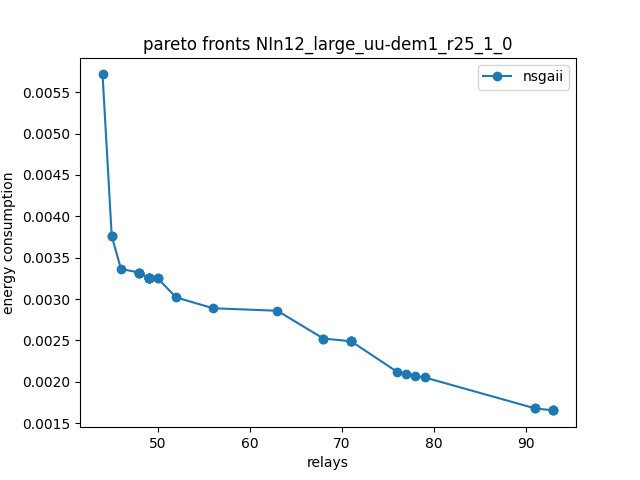 pareto fronts NIn12_large_uu-dem1_r25_1_0
nsgaii
energy consumption
0.0055
0.0050
0.0045
0.0040
0.0035
0.0030
0.0025
0.0020
0.0015
50 60 70 80 90
relays